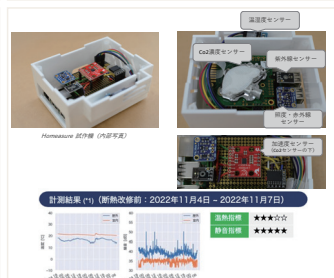 温湿度センサー
Co2濃度センサー
紫外線センサー
照度・赤外線
センサー
加速度センサー
(Co2センサーの下)
Homeasure 試作機（内部写真）
計測結果 (*1) （断熱改修前：2022年11月4日 ~ 2022年11月7日）
温熱指標 ★★★☆☆
静音指標 ★★★★★